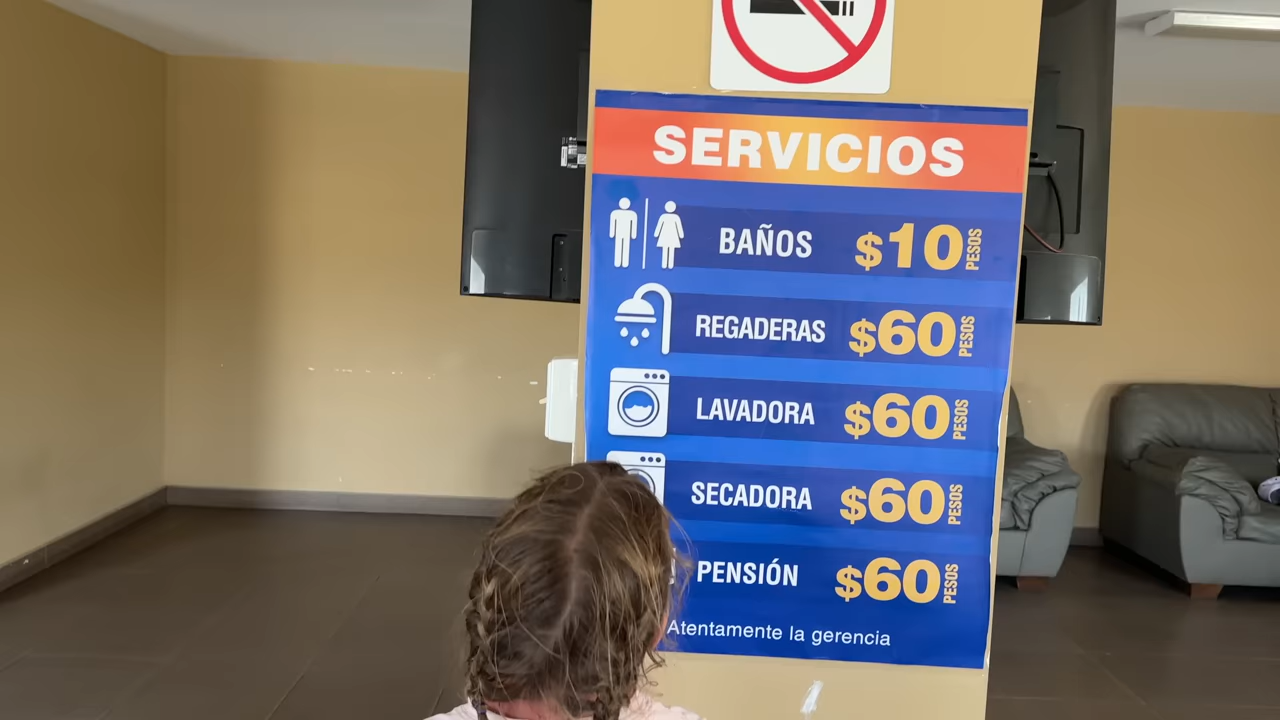 SERVICIOS
BAÑOS $10 PESOS
REGADERAS $60 PESOS
LAVADORA $60 PESOS
SECADORA $60 PESOS
PENSIÓN $60 PESOS
Atentamente la gerencia